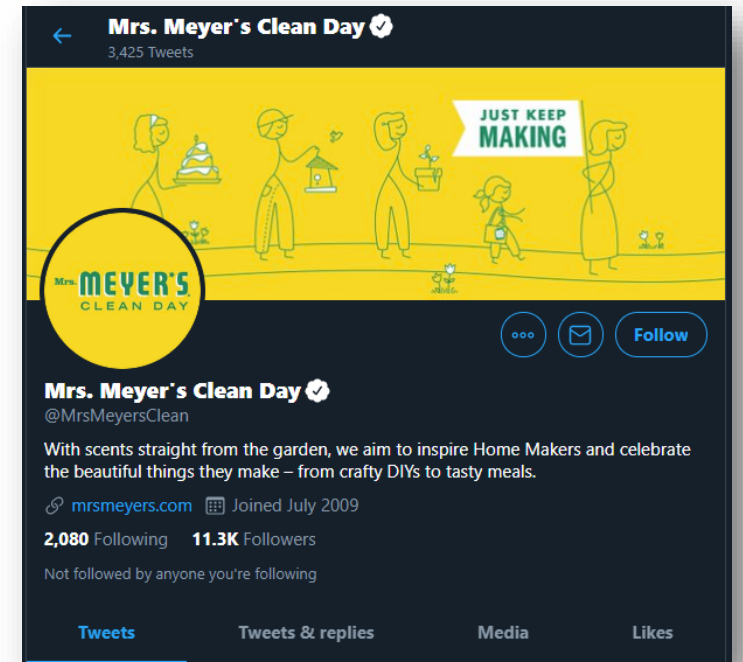 Mrs. Meyer's Clean Day
3,425 Tweets
JUST KEEP
MAKING
Mrs. MEYER'S
CLEAN DAY
Follow
Mrs. Meyer's Clean Day
@MrsMeyersClean
With scents straight from the garden, we aim to inspire Home Makers and celebrate
the beautiful things they make – from crafty DIYs to tasty meals.
mrsmeyers.com Joined July 2009
2,080 Following 11.3K Followers
Not followed by anyone you're following
Tweets Tweets & replies Media Likes